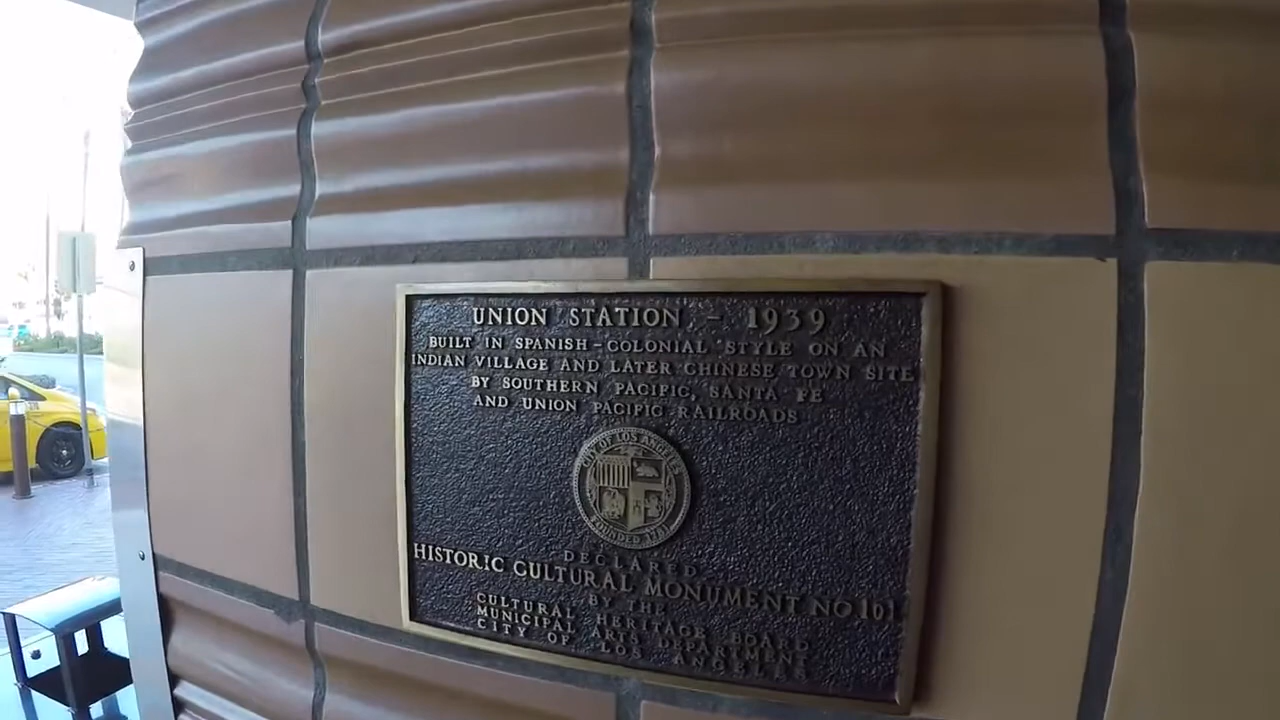 UNION STATION - 1939
BUILT IN SPANISH-COLONIAL STYLE ON AN
INDIAN VILLAGE AND LATER CHINESE TOWN SITE
BY SOUTHERN PACIFIC, SANTA FE
AND UNION PACIFIC RAILROADS
CITY OF LOS ANGELES
FOUNDED 1781
DECLARED
HISTORIC CULTURAL MONUMENT NO 101
BY THE
CULTURAL HERITAGE BOARD
MUNICIPAL ARTS DEPARTMENT
CITY OF LOS ANGELES